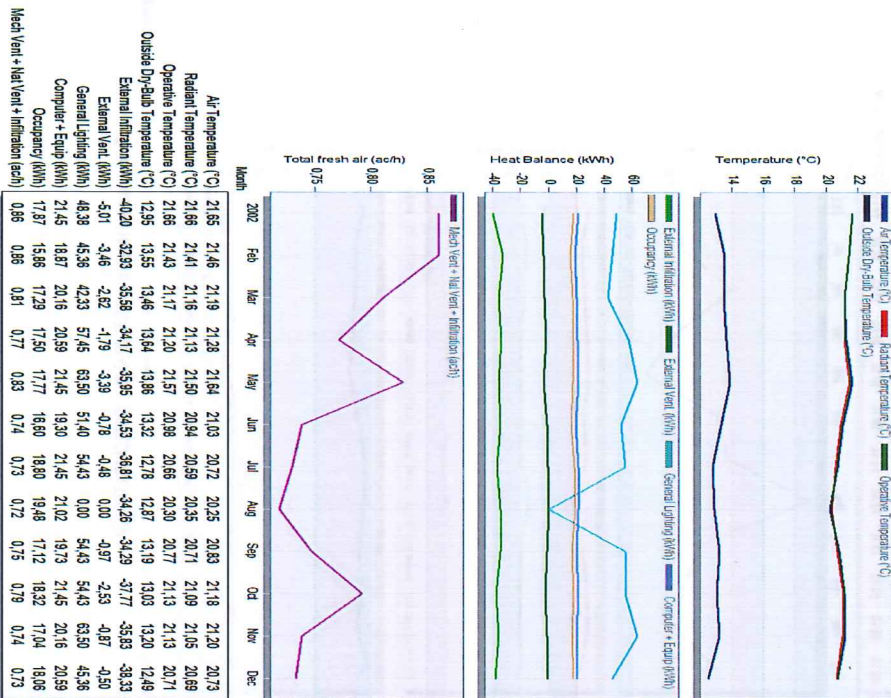 Air Temperature (°C) Radiant Temperature (°C) Operative Temperature (°C)
Outside Dry-Bulb Temperature (°C)
Temperature (°C)
22
20
18
16
14
External Infiltration (kWh) External Vent. (kWh) General Lighting (kWh) Computer + Equip (kWh)
Occupancy (kWh)
Heat Balance (kWh)
60
40
20
0
-20
-40
Mech Vent + Nat Vent + Infiltration (ac/h)
Total fresh air (ac/h)
0,85
0,80
0,75
Month 2002 Feb Mar Apr May Jun Jul Aug Sep Oct Nov Dec
Air Temperature (°C) 21,65 21,46 21,19 21,28 21,64 21,03 20,72 20,25 20,83 21,18 21,20 20,73
Radiant Temperature (°C) 21,66 21,41 21,16 21,13 21,50 20,94 20,59 20,35 20,71 21,09 21,05 20,69
Operative Temperature (°C) 21,66 21,43 21,17 21,20 21,57 20,98 20,66 20,30 20,77 21,13 21,13 20,71
Outside Dry-Bulb Temperature (°C) 12,95 13,55 13,46 13,64 13,86 13,32 12,78 12,87 13,19 13,03 13,20 12,49
External Infiltration (kWh) -40,20 -32,93 -35,58 -34,17 -35,95 -34,53 -36,81 -34,26 -34,29 -37,77 -35,83 -38,33
External Vent. (kWh) -5,01 -3,46 -2,62 -1,79 -3,39 -0,78 -0,48 0,00 -0,97 -2,53 -0,87 -0,50
General Lighting (kWh) 48,38 45,36 42,33 57,45 63,50 51,40 54,43 0,00 54,43 54,43 63,50 45,36
Computer + Equip (kWh) 21,45 18,87 20,16 20,59 21,45 19,30 21,45 21,02 19,73 21,45 20,16 20,59
Occupancy (kWh) 17,87 15,86 17,29 17,50 17,77 16,60 18,80 19,48 17,12 18,32 17,04 18,06
Mech Vent + Nat Vent + Infiltration (ac/h) 0,86 0,86 0,81 0,77 0,83 0,74 0,73 0,72 0,75 0,79 0,74 0,73